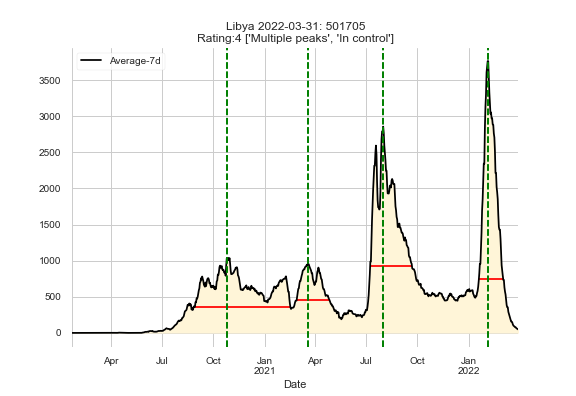 Libya 2022-03-31: 501705
Rating:4 ['Multiple peaks', 'In control']
Average-7d
3500
3000
2500
2000
1500
1000
500
0
Apr Jul Oct Jan Apr Jul Oct Jan
2021 2022
Date